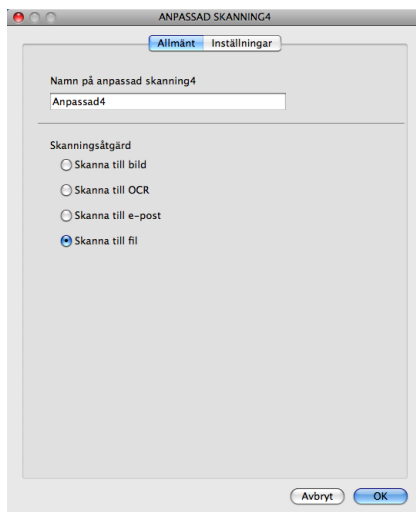 ANPASSAD SKANNING4
Allmänt Inställningar
Namn på anpassad skanning4
Anpassad4
Skanningsåtgärd
Skanna till bild
Skanna till OCR
Skanna till e-post
Skanna till fil
Avbryt OK